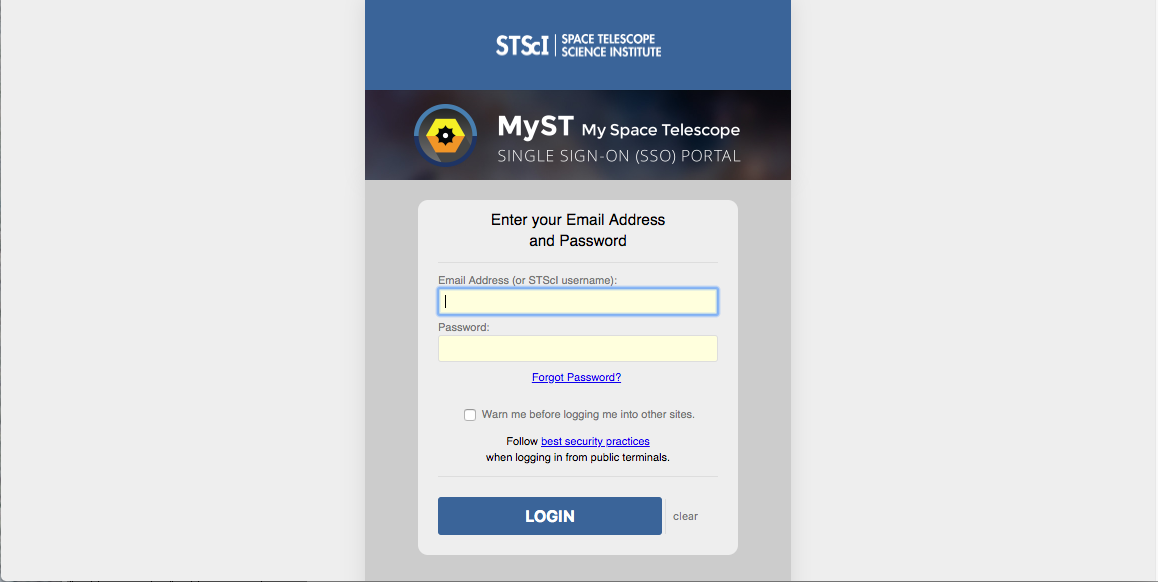 STScI | SPACE TELESCOPE
SCIENCE INSTITUTE
MyST My Space Telescope
SINGLE SIGN-ON (SSO) PORTAL
Enter your Email Address
and Password
Email Address (or STScI username):
Password:
Forgot Password?
Warn me before logging me into other sites.
Follow best security practices
when logging in from public terminals.
LOGIN clear